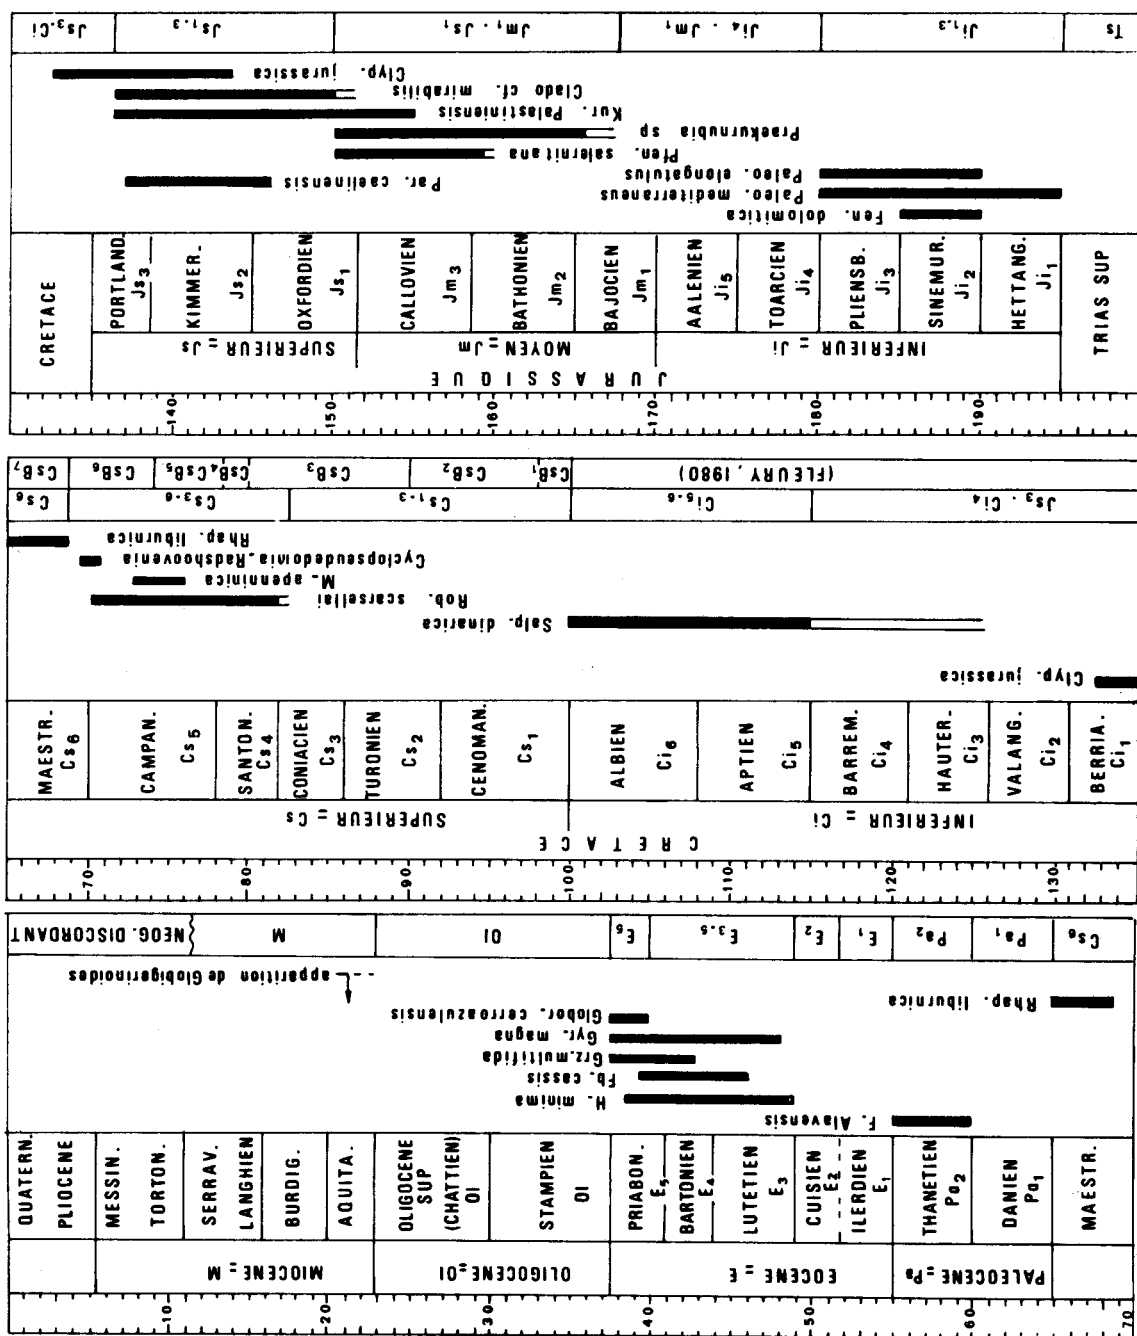 Js3-Ci
Js1-3
Jm1-Js1
Ji4-Jm1
Ji1-3
Ts
Clyp. jurassica
Clado cf. mirabilis
Kur. Palastiniensis
Praekurnubia sp
Pfen. salernitana
Par. caelinensis
Paleo. elongatulus
Paleo. mediterraneus
Fen. dolomitica
CRETACE
PORTLAND. Js3
KIMMER. Js2
OXFORDIEN Js1
CALLOVIEN Jm3
BATHONIEN Jm2
BAJOCIEN Jm1
AALENIEN Ji5
TOARCIEN Ji4
PLIENSB. Ji3
SINEMUR. Ji2
HETTANG. Ji1
TRIAS SUP
SUPERIEUR = Js
MOYEN = Jm
INFERIEUR = Ji
JURASSIQUE
-140
-150
-160
-170
-180
-190
CsB7
CsB6
CsB5
CsB4
CsB3
CsB2
CsB1
(FLEURY, 1980)
Cs6
Cs3-6
Cs1-3
Ci5-6
Js3-Ci4
Rhap. liburnica
Cyclopseudedomia, Radshoovenia
M. apenninica
Rob. scarsellai
Salp. dinarica
Clyp. jurassica
MAESTR. Cs6
CAMPAN. Cs5
SANTON. Cs4
CONIACIEN Cs3
TURONIEN Cs2
CENOMAN. Cs1
ALBIEN Ci6
APTIEN Ci5
BARREM. Ci4
HAUTER. Ci3
VALANG. Ci2
BERRIA. Ci1
SUPERIEUR = Cs
INFERIEUR = Ci
CRETACE
-70
-80
-90
-100
-110
-120
-130
NEOG. DISCORDANT
M
Ol
E5
E3-5
E2
E1
Pa2
Pa1
Cs6
apparition de Globigerinoides
Globor. cerroazulensis
Gyr. magna
Grz. multifida
Fb. cassis
H. minima
F. Alavensis
Rhap. liburnica
QUATERN.
PLIOCENE
MESSIN.
TORTON.
SERRAV.
LANGHIEN
BURDIG.
AQUITA.
OLIGOCENE SUP (CHATTIEN) Ol
STAMPIEN Ol
PRIABON. E5
BARTONIEN E4
LUTETIEN E3
CUISIEN E2
ILERDIEN E1
THANETIEN Pa2
DANIEN Pa1
MAESTR.
MIOCENE = M
OLIGOCENE = Ol
EOCENE = E
PALEOCENE = Pa
-10
-20
-30
-40
-50
-60
-70